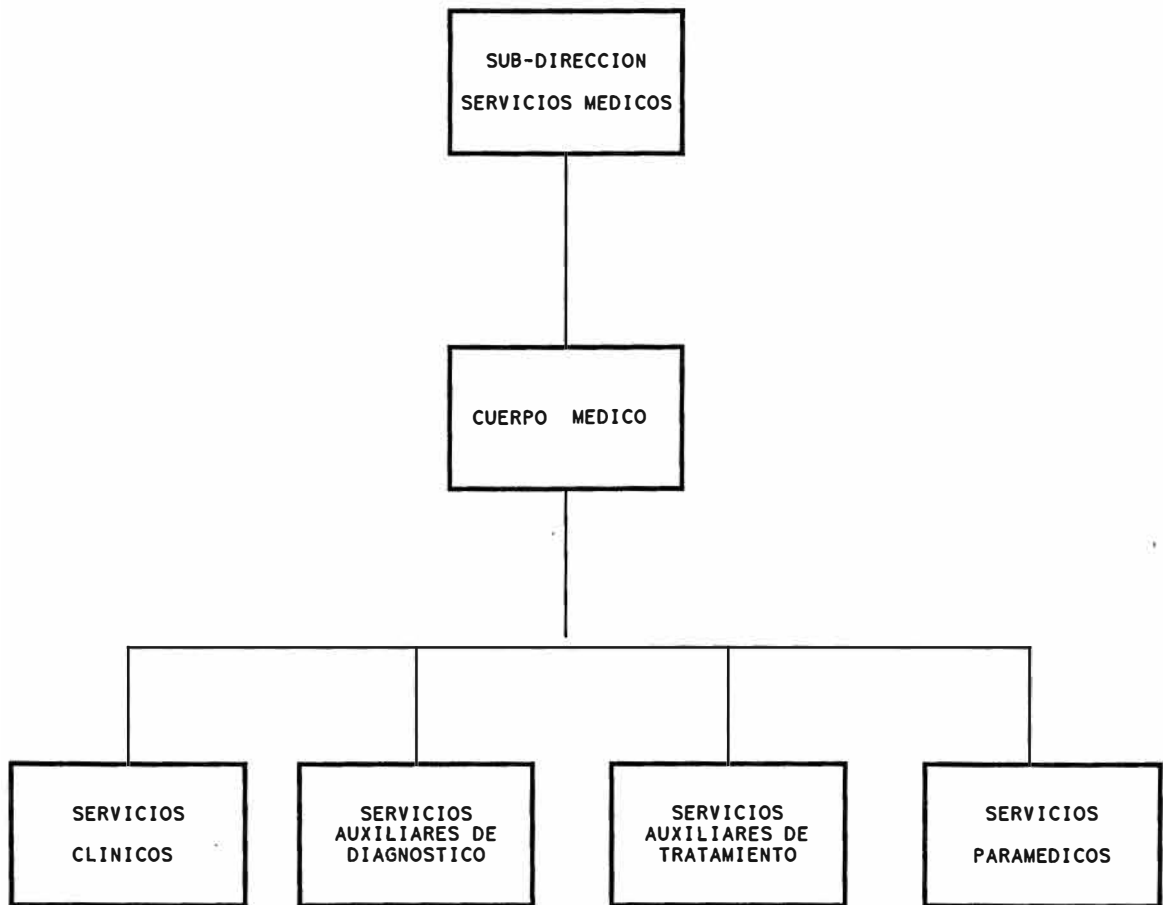 SUB-DIRECCION
SERVICIOS MEDICOS
CUERPO MEDICO
SERVICIOS
CLINICOS
SERVICIOS
AUXILIARES DE
DIAGNOSTICO
SERVICIOS
AUXILIARES DE
TRATAMIENTO
SERVICIOS
PARAMEDICOS